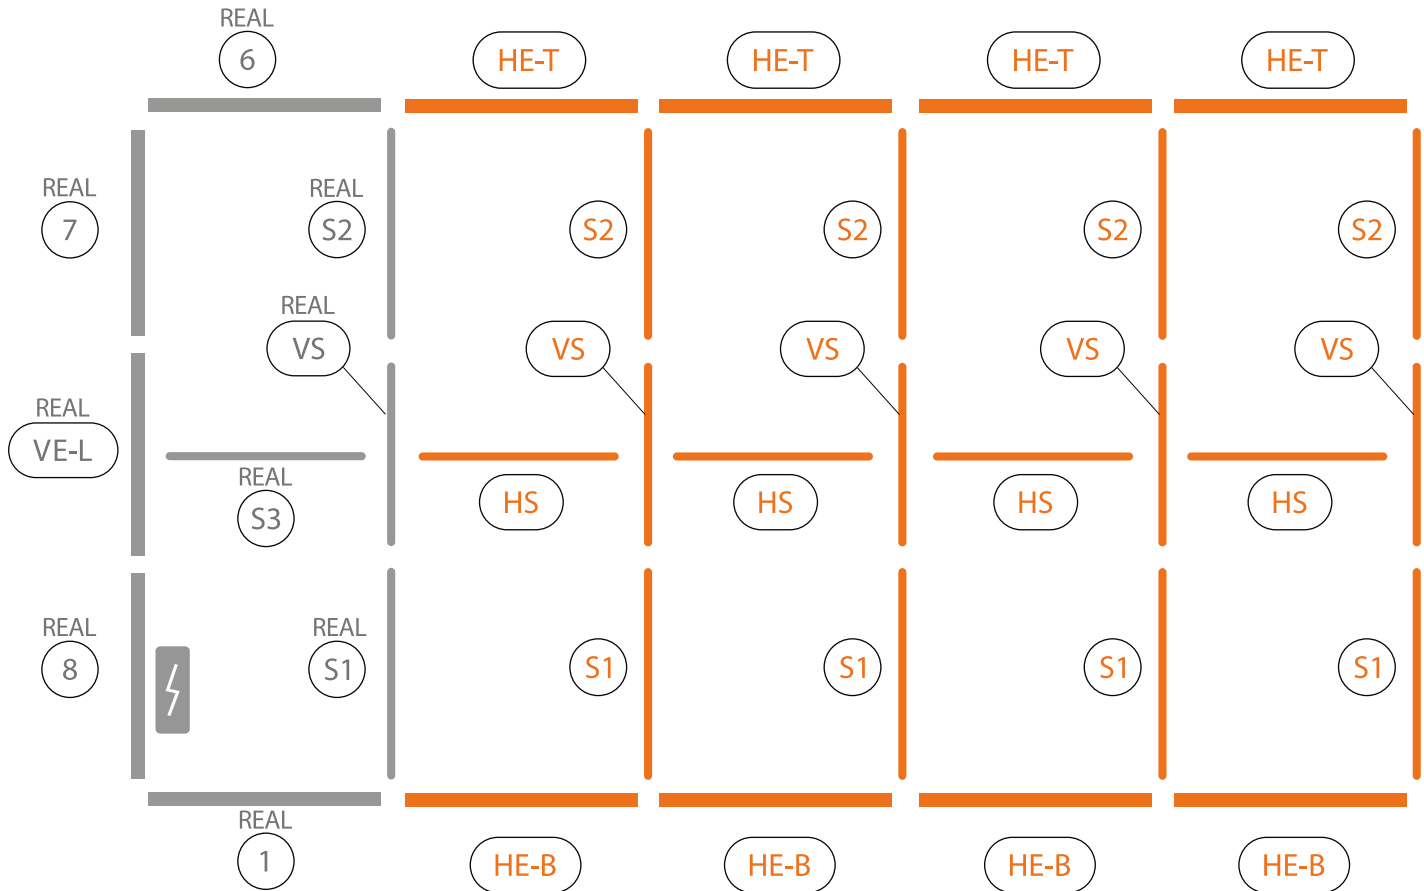 REAL
6
HE-T
HE-T
HE-T
HE-T
REAL
7
REAL
S2
S2
S2
S2
S2
REAL
VS
VS
VS
VS
VS
REAL
VE-L
REAL
S3
HS
HS
HS
HS
REAL
8
REAL
S1
S1
S1
S1
S1
REAL
1
HE-B
HE-B
HE-B
HE-B